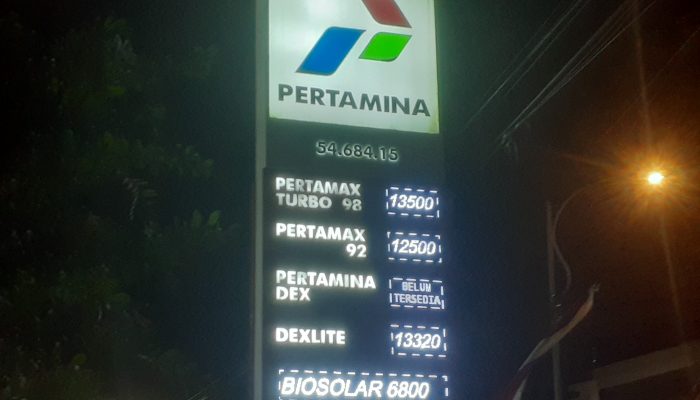 PERTAMINA
54.684.15
PERTAMAX
TURBO 98 13500
PERTAMAX
92 12500
PERTAMINA
DEX
BELUM
TERSEDIA
DEXLITE 13320
BIOSOLAR 6800